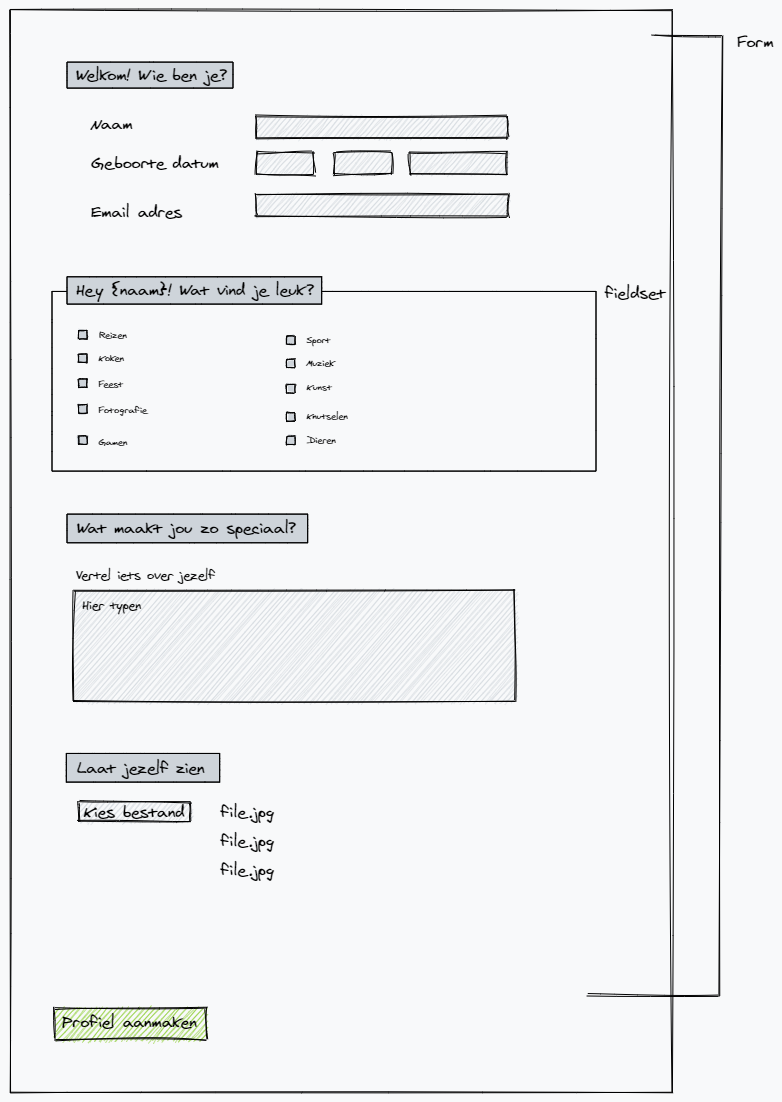 Form
Welkom! Wie ben je?
Naam
Geboorte datum
Email adres
Hey {naam}! Wat vind je leuk?
fieldset
Reizen
Koken
Feest
Fotografie
Gamen
Sport
Muziek
Kunst
Knutselen
Dieren
Wat maakt jou zo speciaal?
Vertel iets over jezelf
Hier typen
Laat jezelf zien
Kies bestand
file.jpg
file.jpg
file.jpg
Profiel aanmaken